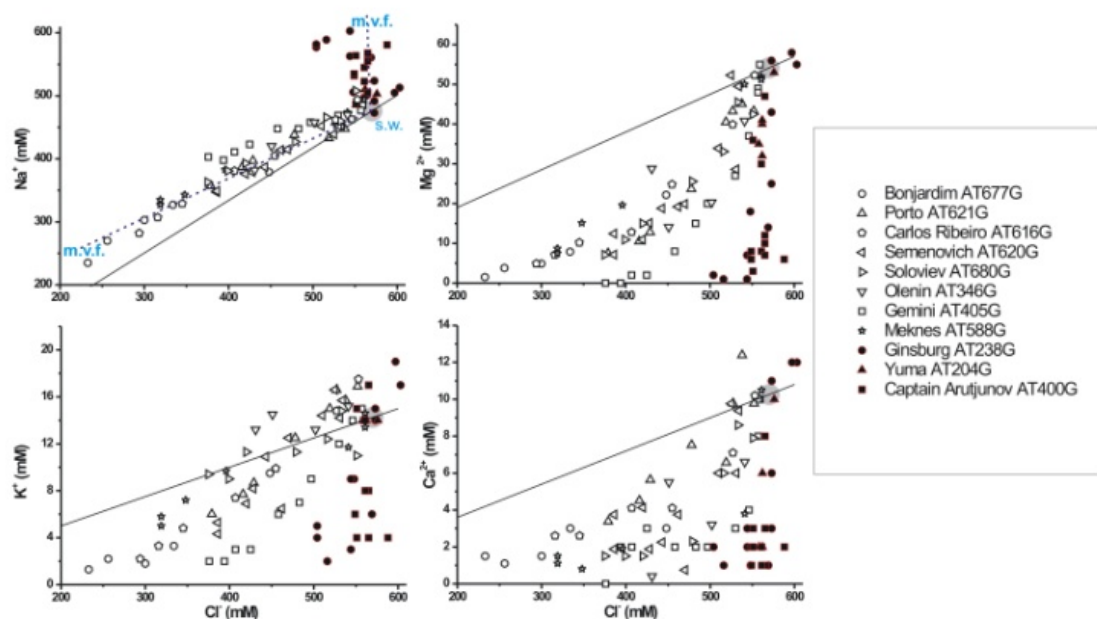 m.v.f.
600
500
400
300
200
Na⁺ (mM)
s.w.
m.v.f.
200 300 400 500 600
60
50
40
30
20
10
0
Mg²⁺ (mM)
200 300 400 500 600
20
16
12
8
4
0
K⁺ (mM)
200 300 400 500 600
Cl⁻ (mM)
14
12
10
8
6
4
2
0
Ca²⁺ (mM)
200 300 400 500 600
Cl⁻ (mM)
Bonjardim AT677G
Porto AT621G
Carlos Ribeiro AT616G
Semenovich AT620G
Soloviev AT680G
Olenin AT346G
Gemini AT405G
Meknes AT588G
Ginsburg AT238G
Yuma AT204G
Captain Arutjunov AT400G